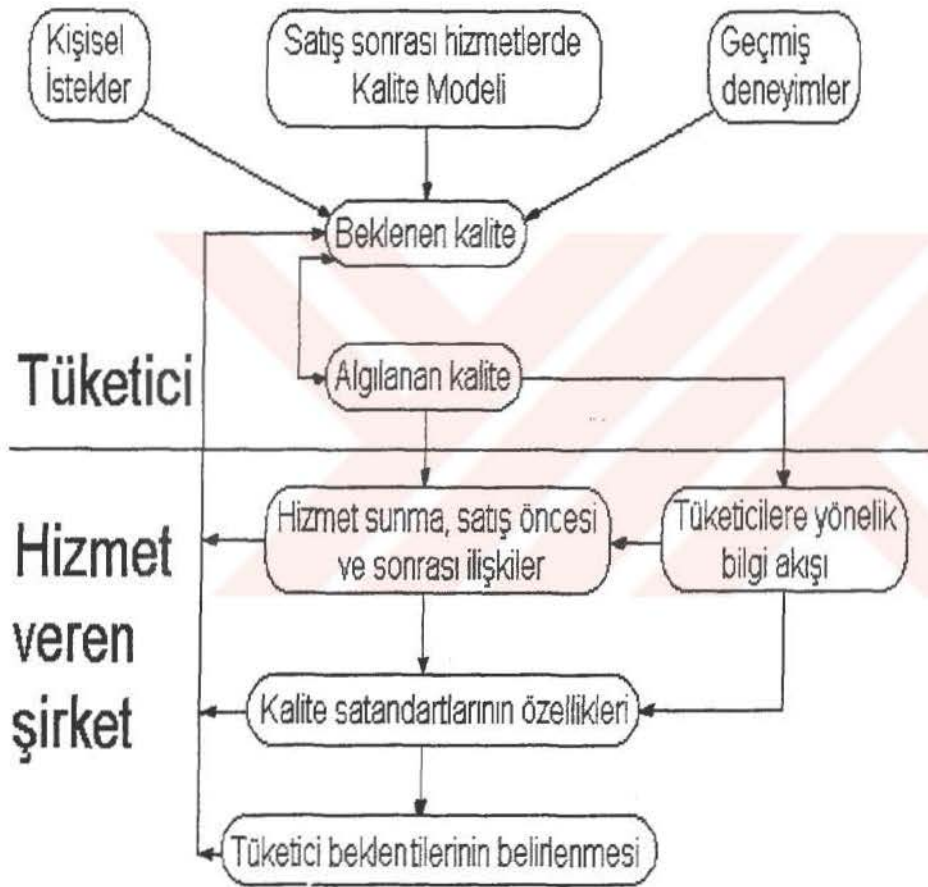 Kişisel
İstekler
Satış sonrası hizmetlerde
Kalite Modeli
Geçmiş
deneyimler
Beklenen kalite
Tüketici
Algılanan kalite
Hizmet
veren
şirket
Hizmet sunma, satış öncesi
ve sonrası ilişkiler
Tüketicilere yönelik
bilgi akışı
Kalite satandartlarının özellikleri
Tüketici beklentilerinin belirlenmesi